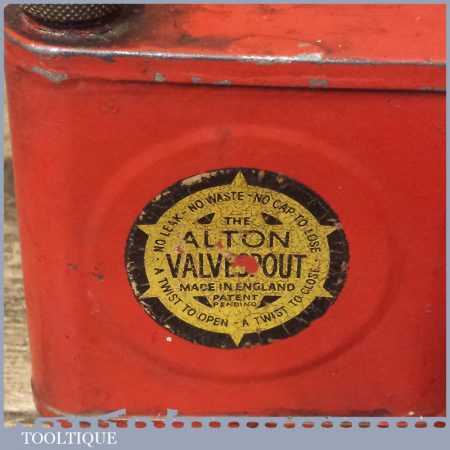 NO LEAK - NO WASTE - NO CAP TO LOSE
THE
ALTON
VALVESPOUT
MADE IN ENGLAND
PATENT
PENDING
A TWIST TO OPEN - A TWIST TO CLOSE
TOOLTIQUE